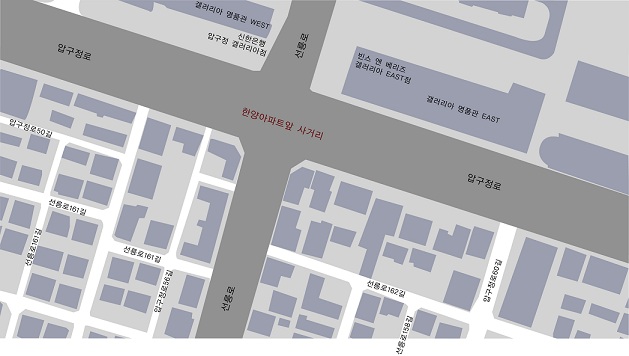 갤러리아 명품관 WEST
신한은행
압구정 갤러리아점
선릉로
압구정로
빈스 앤 베리즈
갤러리아 EAST점
갤러리아 명품관 EAST
한양아파트앞 사거리
압구정로50길
압구정로
선릉로161길
선릉로161길
선릉로161길
압구정로56길
선릉로
선릉로162길
압구정로60길
선릉로158길